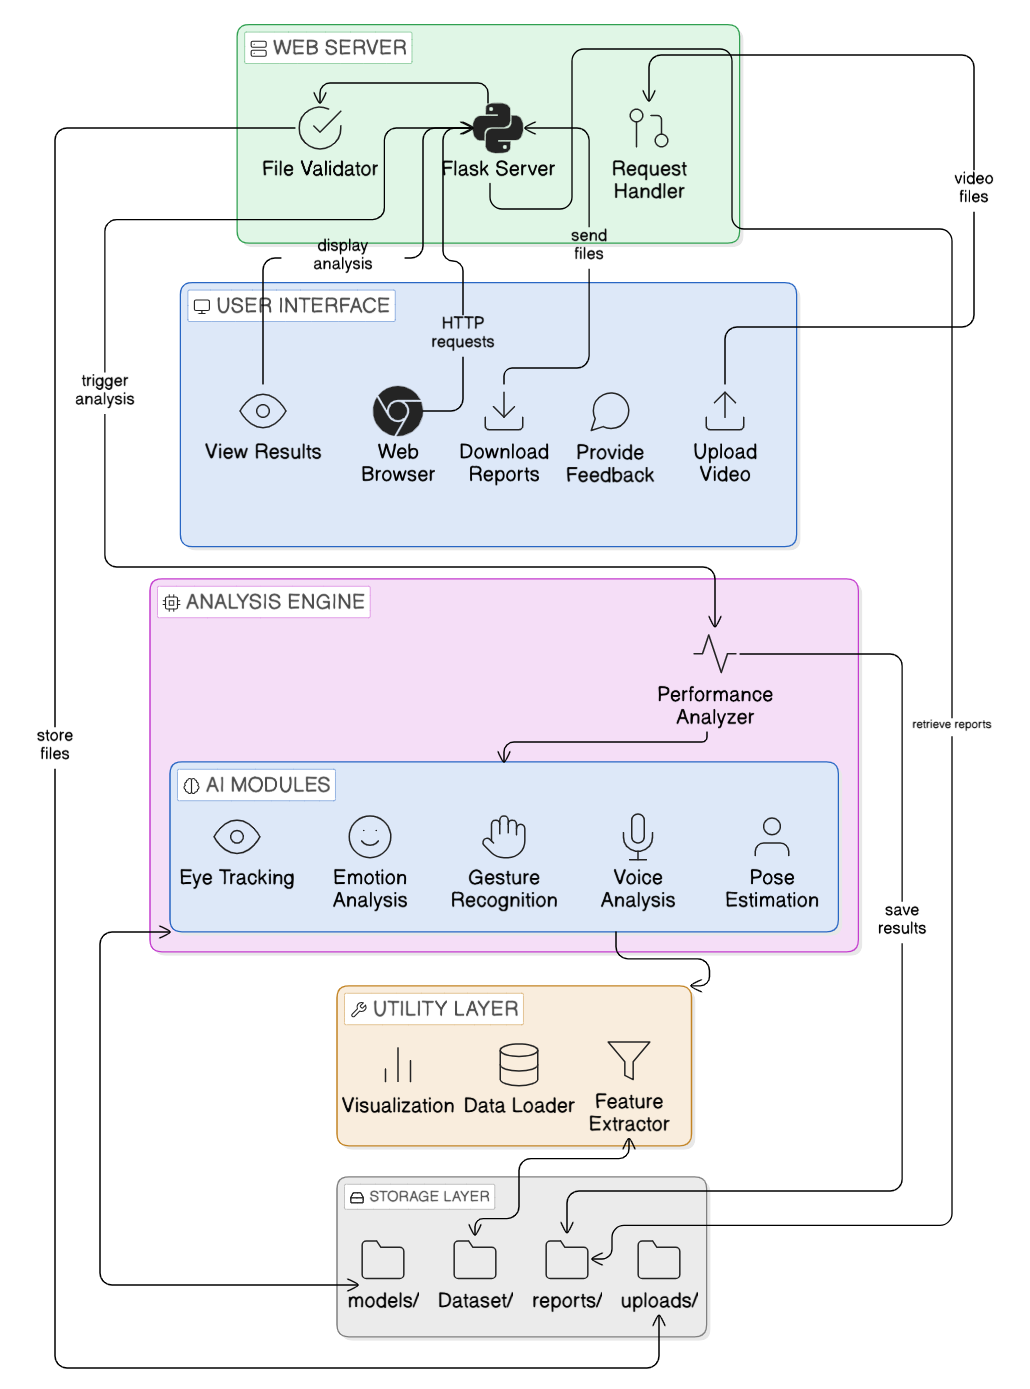 WEB SERVER
File Validator
Flask Server
Request
Handler
video
files
display
analysis
send
files
USER INTERFACE
HTTP
requests
trigger
analysis
View Results
Web
Browser
Download
Reports
Provide
Feedback
Upload
Video
ANALYSIS ENGINE
Performance
Analyzer
store
files
retrieve reports
AI MODULES
Eye Tracking
Emotion
Analysis
Gesture
Recognition
Voice
Analysis
Pose
Estimation
save
results
UTILITY LAYER
Visualization
Data Loader
Feature
Extractor
STORAGE LAYER
models/
Dataset/
reports/
uploads/